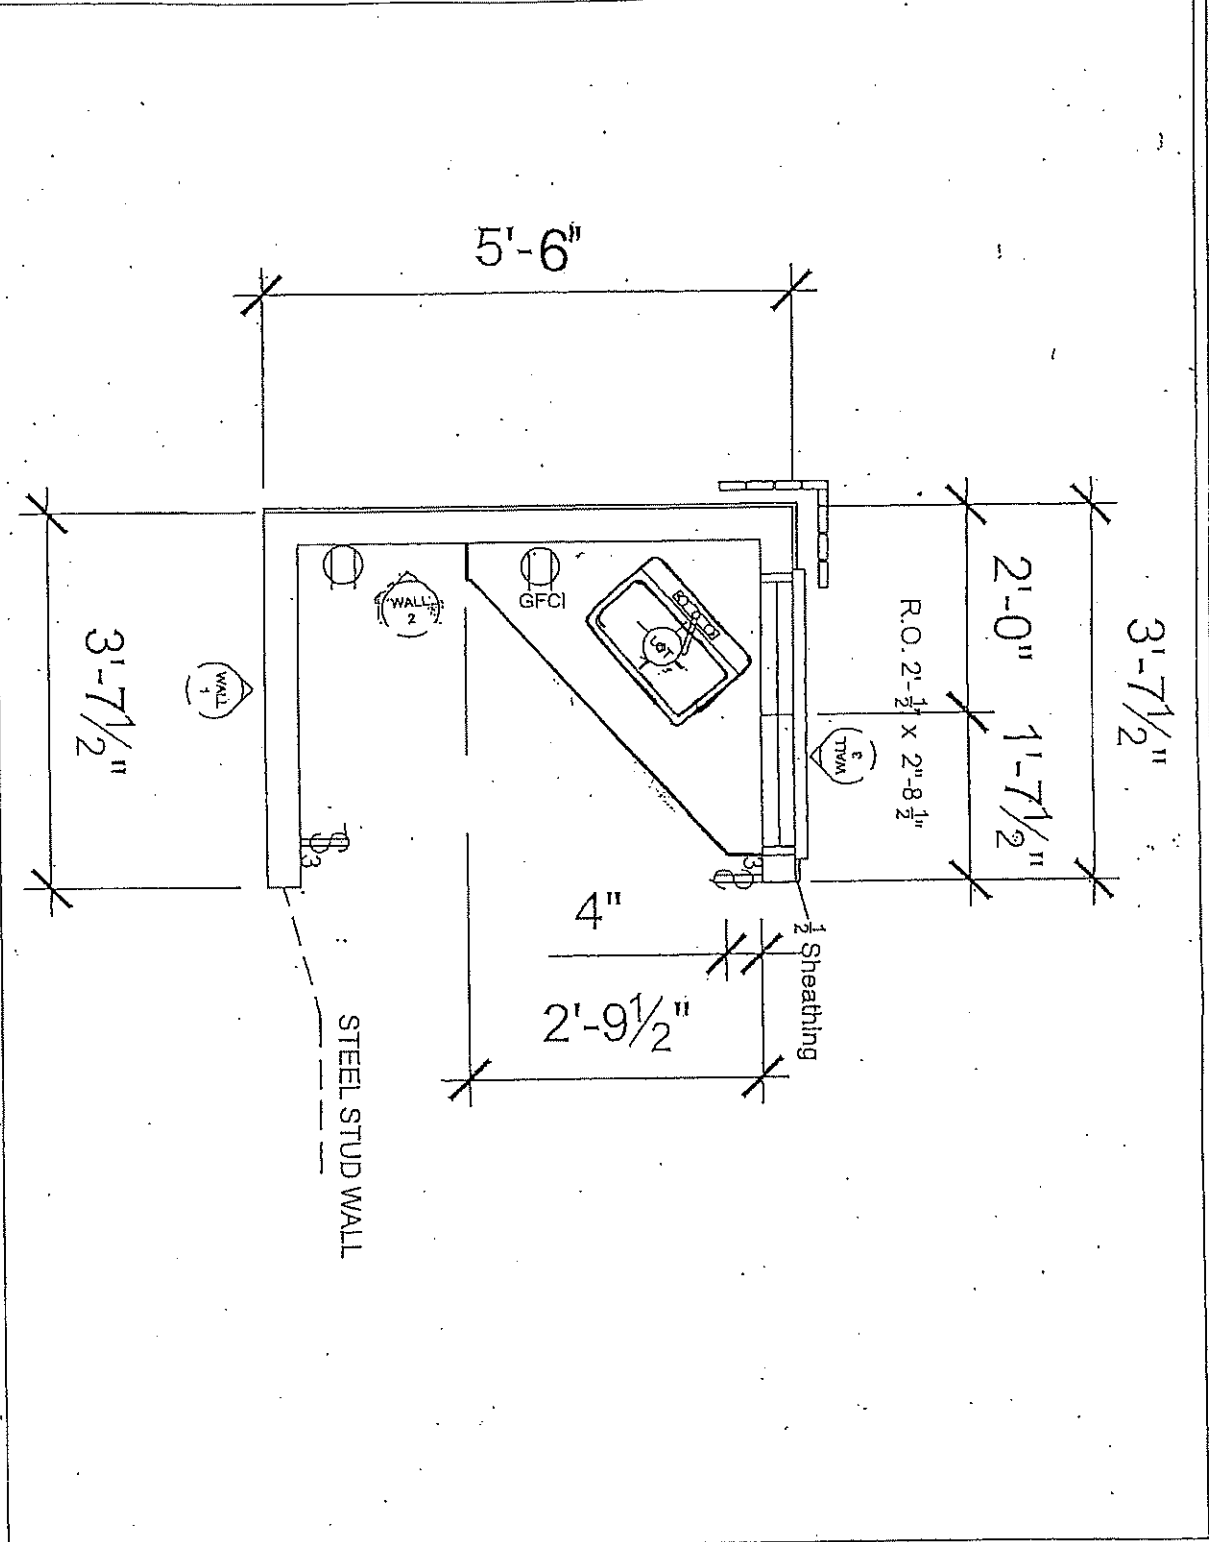 3'-7½"
2'-0"
1'-7½"
R.O. 2'-½" x 2"-8½"
WALL
3
½ Sheathing
5'-6"
GFCI
WALL
2
3
4"
2'-9½"
3
STEEL STUD WALL
WALL
1
3'-7½"